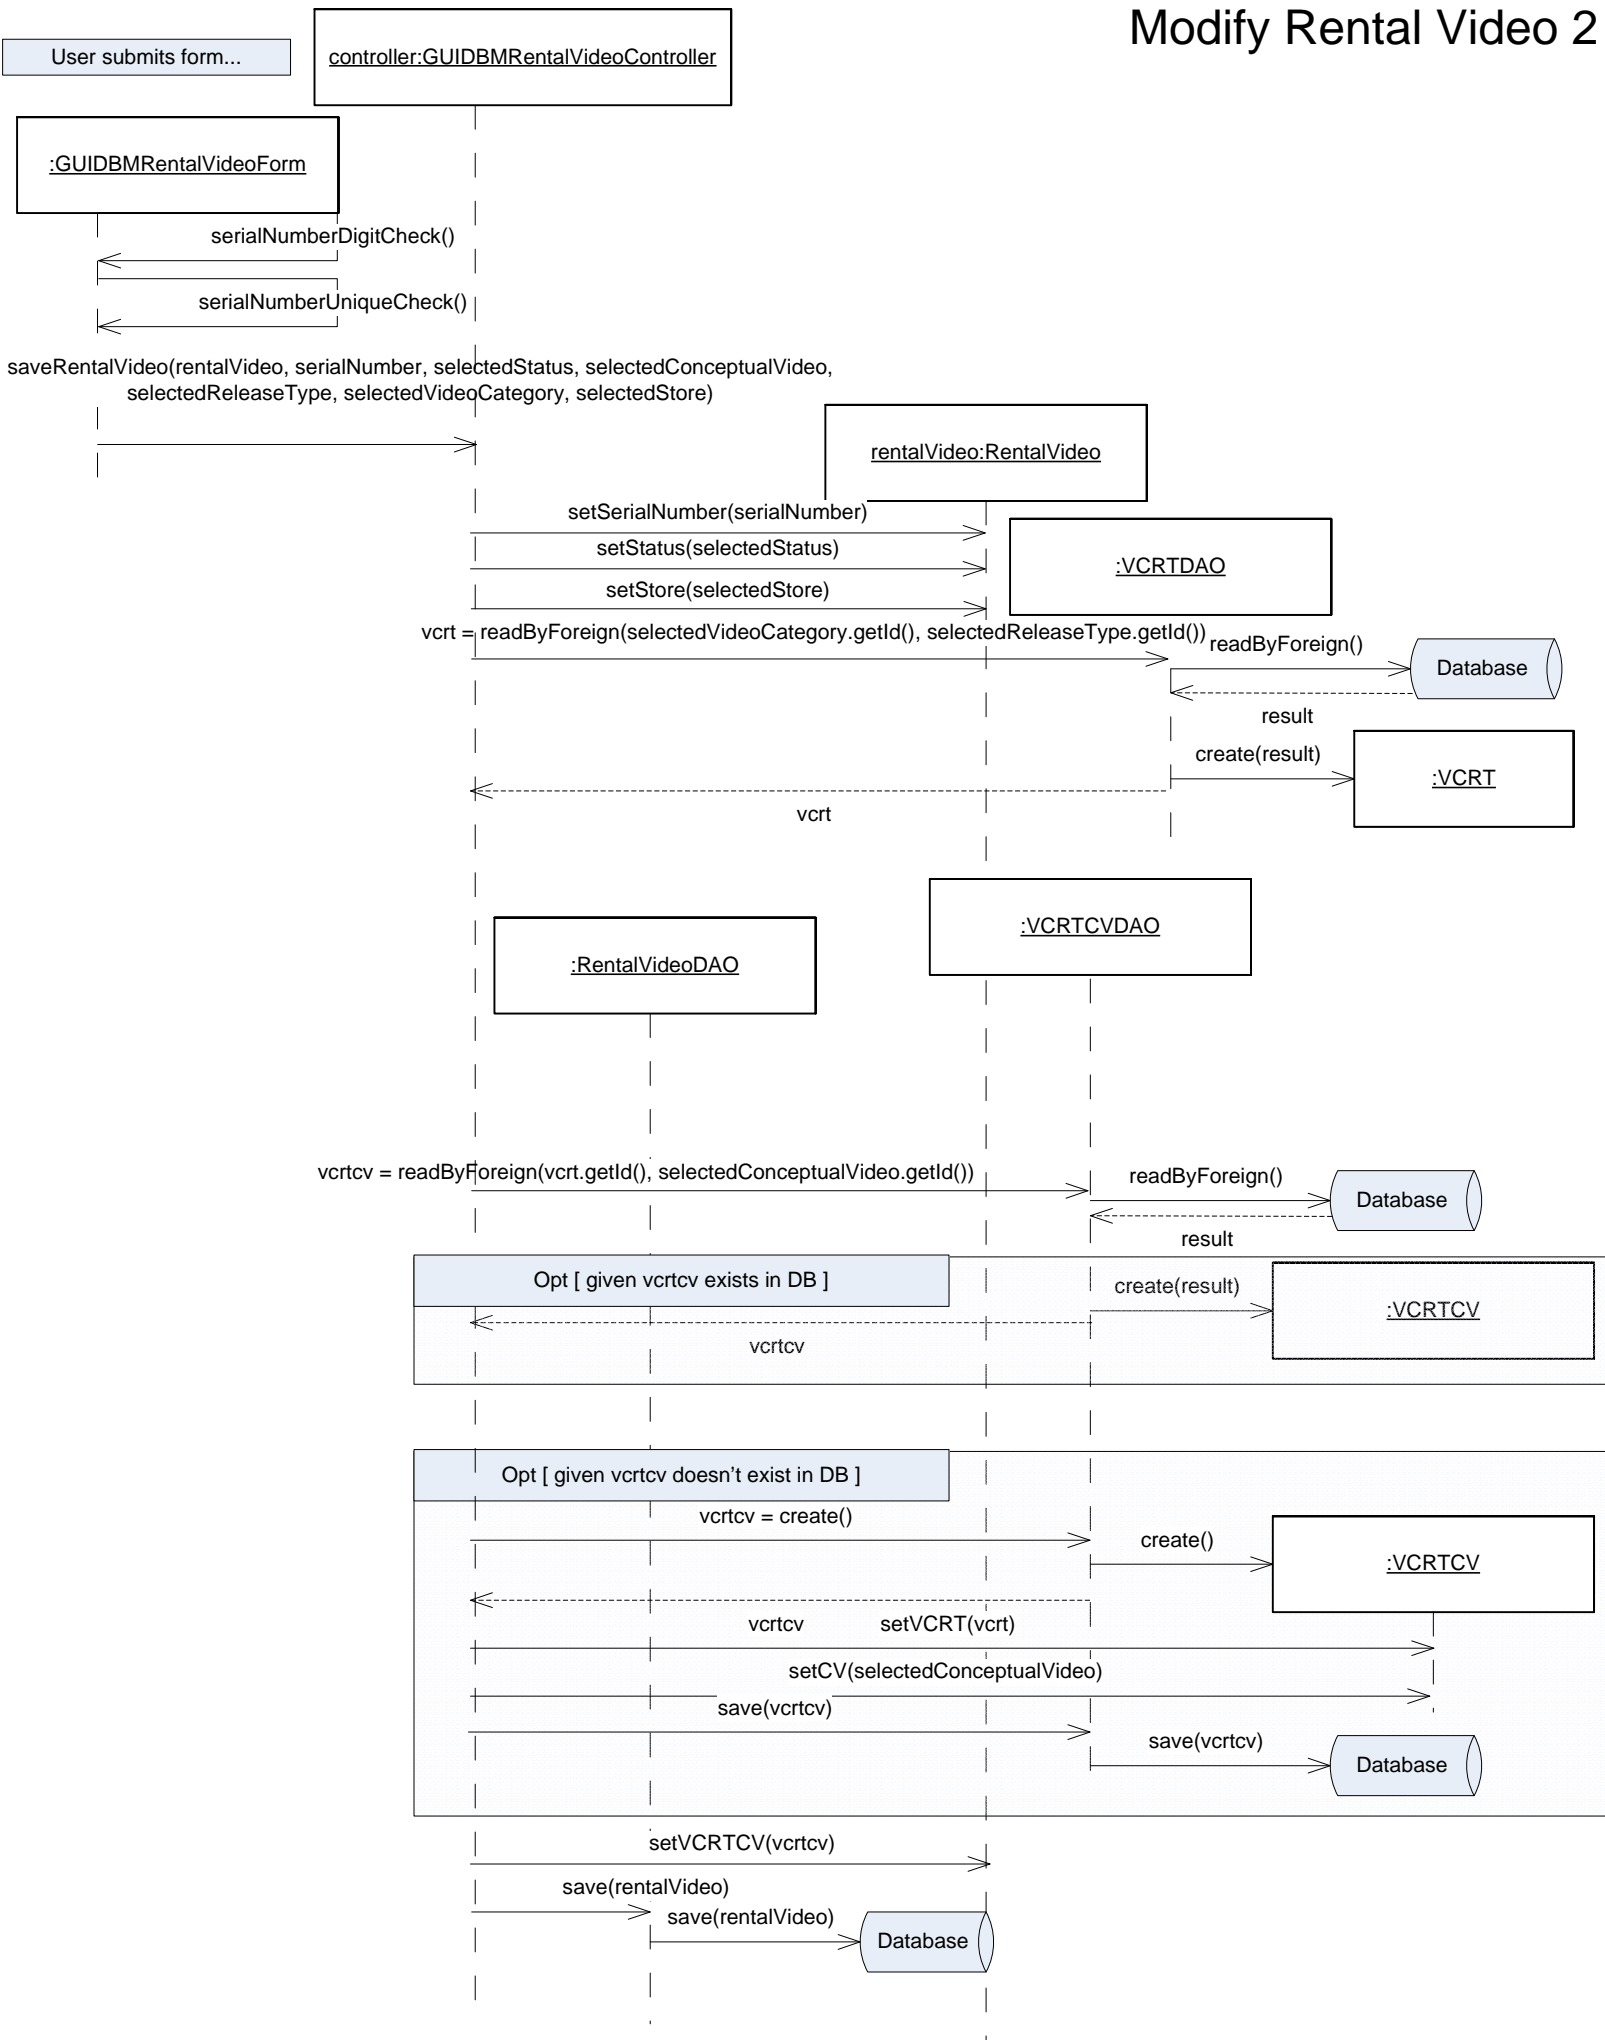 Modify Rental Video 2
User submits form...
controller:GUIDBMRentalVideoController
:GUIDBMRentalVideoForm
serialNumberDigitCheck()
serialNumberUniqueCheck()
saveRentalVideo(rentalVideo, serialNumber, selectedStatus, selectedConceptualVideo,
selectedReleaseType, selectedVideoCategory, selectedStore)
rentalVideo:RentalVideo
setSerialNumber(serialNumber)
setStatus(selectedStatus)
:VCRTDAO
setStore(selectedStore)
vcrt = readByForeign(selectedVideoCategory.getId(), selectedReleaseType.getId())
readByForeign()
Database
result
create(result)
:VCRT
vcrt
:VCRTCVDAO
:RentalVideoDAO
vcrtcv = readByForeign(vcrt.getId(), selectedConceptualVideo.getId())
readByForeign()
Database
result
Opt [ given vcrtcv exists in DB ]
create(result)
:VCRTCV
vcrtcv
Opt [ given vcrtcv doesn't exist in DB ]
vcrtcv = create()
create()
:VCRTCV
vcrtcv
setVCRT(vcrt)
setCV(selectedConceptualVideo)
save(vcrtcv)
save(vcrtcv)
Database
setVCRTCV(vcrtcv)
save(rentalVideo)
save(rentalVideo)
Database